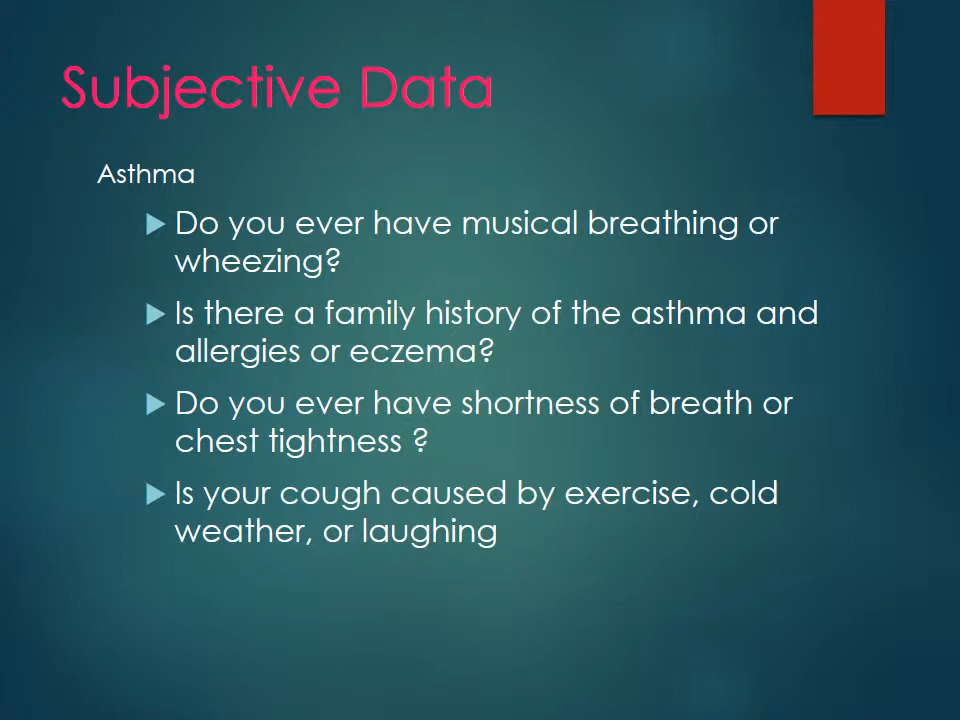 Subjective Data
Asthma
Do you ever have musical breathing or
wheezing?
Is there a family history of the asthma and
allergies or eczema?
Do you ever have shortness of breath or
chest tightness ?
Is your cough caused by exercise, cold
weather, or laughing